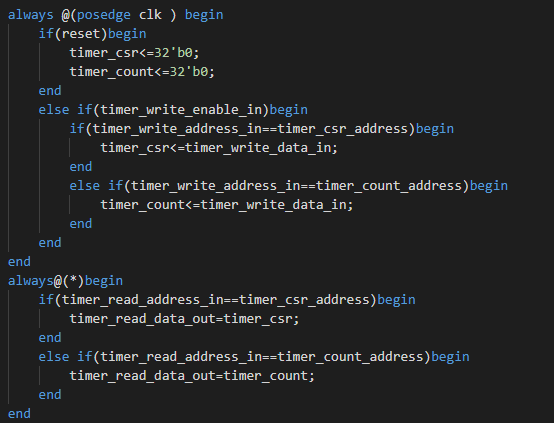 always @(posedge clk ) begin
    if(reset)begin
        timer_csr<=32'b0;
        timer_count<=32'b0;
    end
    else if(timer_write_enable_in)begin
        if(timer_write_address_in==timer_csr_address)begin
            timer_csr<=timer_write_data_in;
        end
        else if(timer_write_address_in==timer_count_address)begin
            timer_count<=timer_write_data_in;
        end
    end
end
always@(*)begin
    if(timer_read_address_in==timer_csr_address)begin
        timer_read_data_out=timer_csr;
    end
    else if(timer_read_address_in==timer_count_address)begin
        timer_read_data_out=timer_count;
    end
end